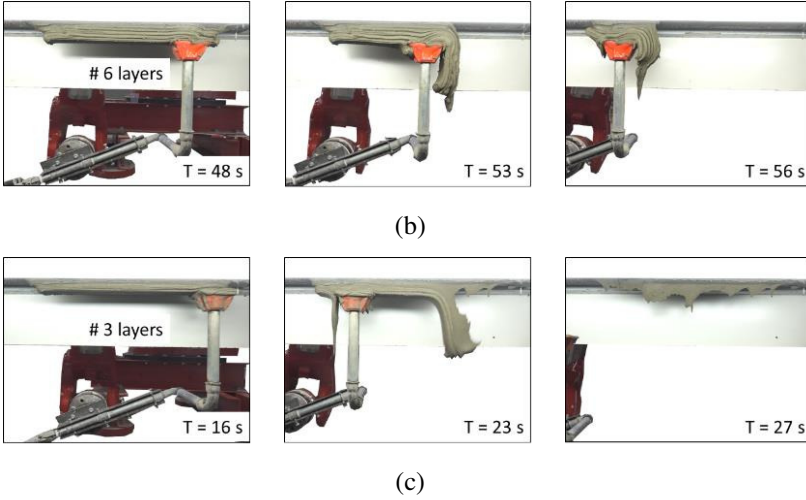 # 6 layers
T = 48 s
T = 53 s
T = 56 s
(b)
# 3 layers
T = 16 s
T = 23 s
T = 27 s
(c)